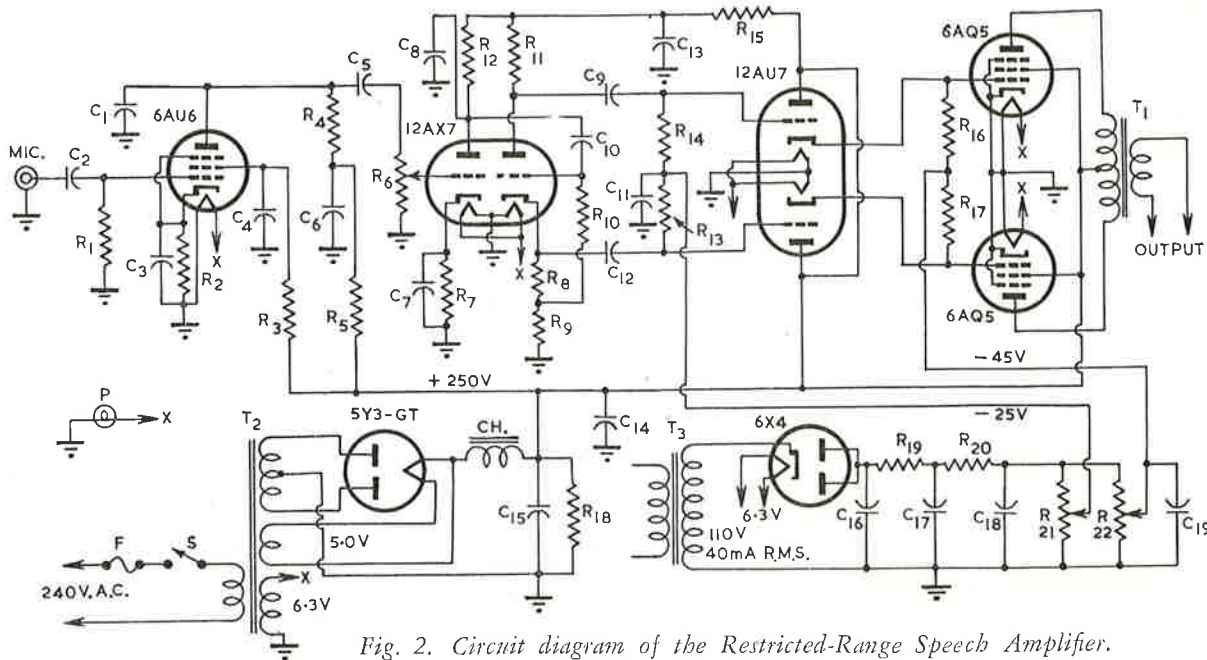 C1
6AU6
MIC.
C2
R1
C3
R2
X
C4
R3
R4
C5
C6
R5
R6
C8
R12
R11
12AX7
C7
R7
X
R8
R9
C10
R10
C9
C12
C13
R15
12AU7
R14
C11
R13
6AQ5
R16
R17
X
X
6AQ5
T1
OUTPUT
+ 250V
- 45V
- 25V
P
X
T2
5Y3-GT
CH.
C14
C15
R18
5.0V
F
S
240V. A.C.
X
6.3V
T3
6X4
6.3V
110V
40mA R.M.S.
C16
R19
C17
R20
C18
R21
R22
C19
Fig. 2. Circuit diagram of the Restricted-Range Speech Amplifier.